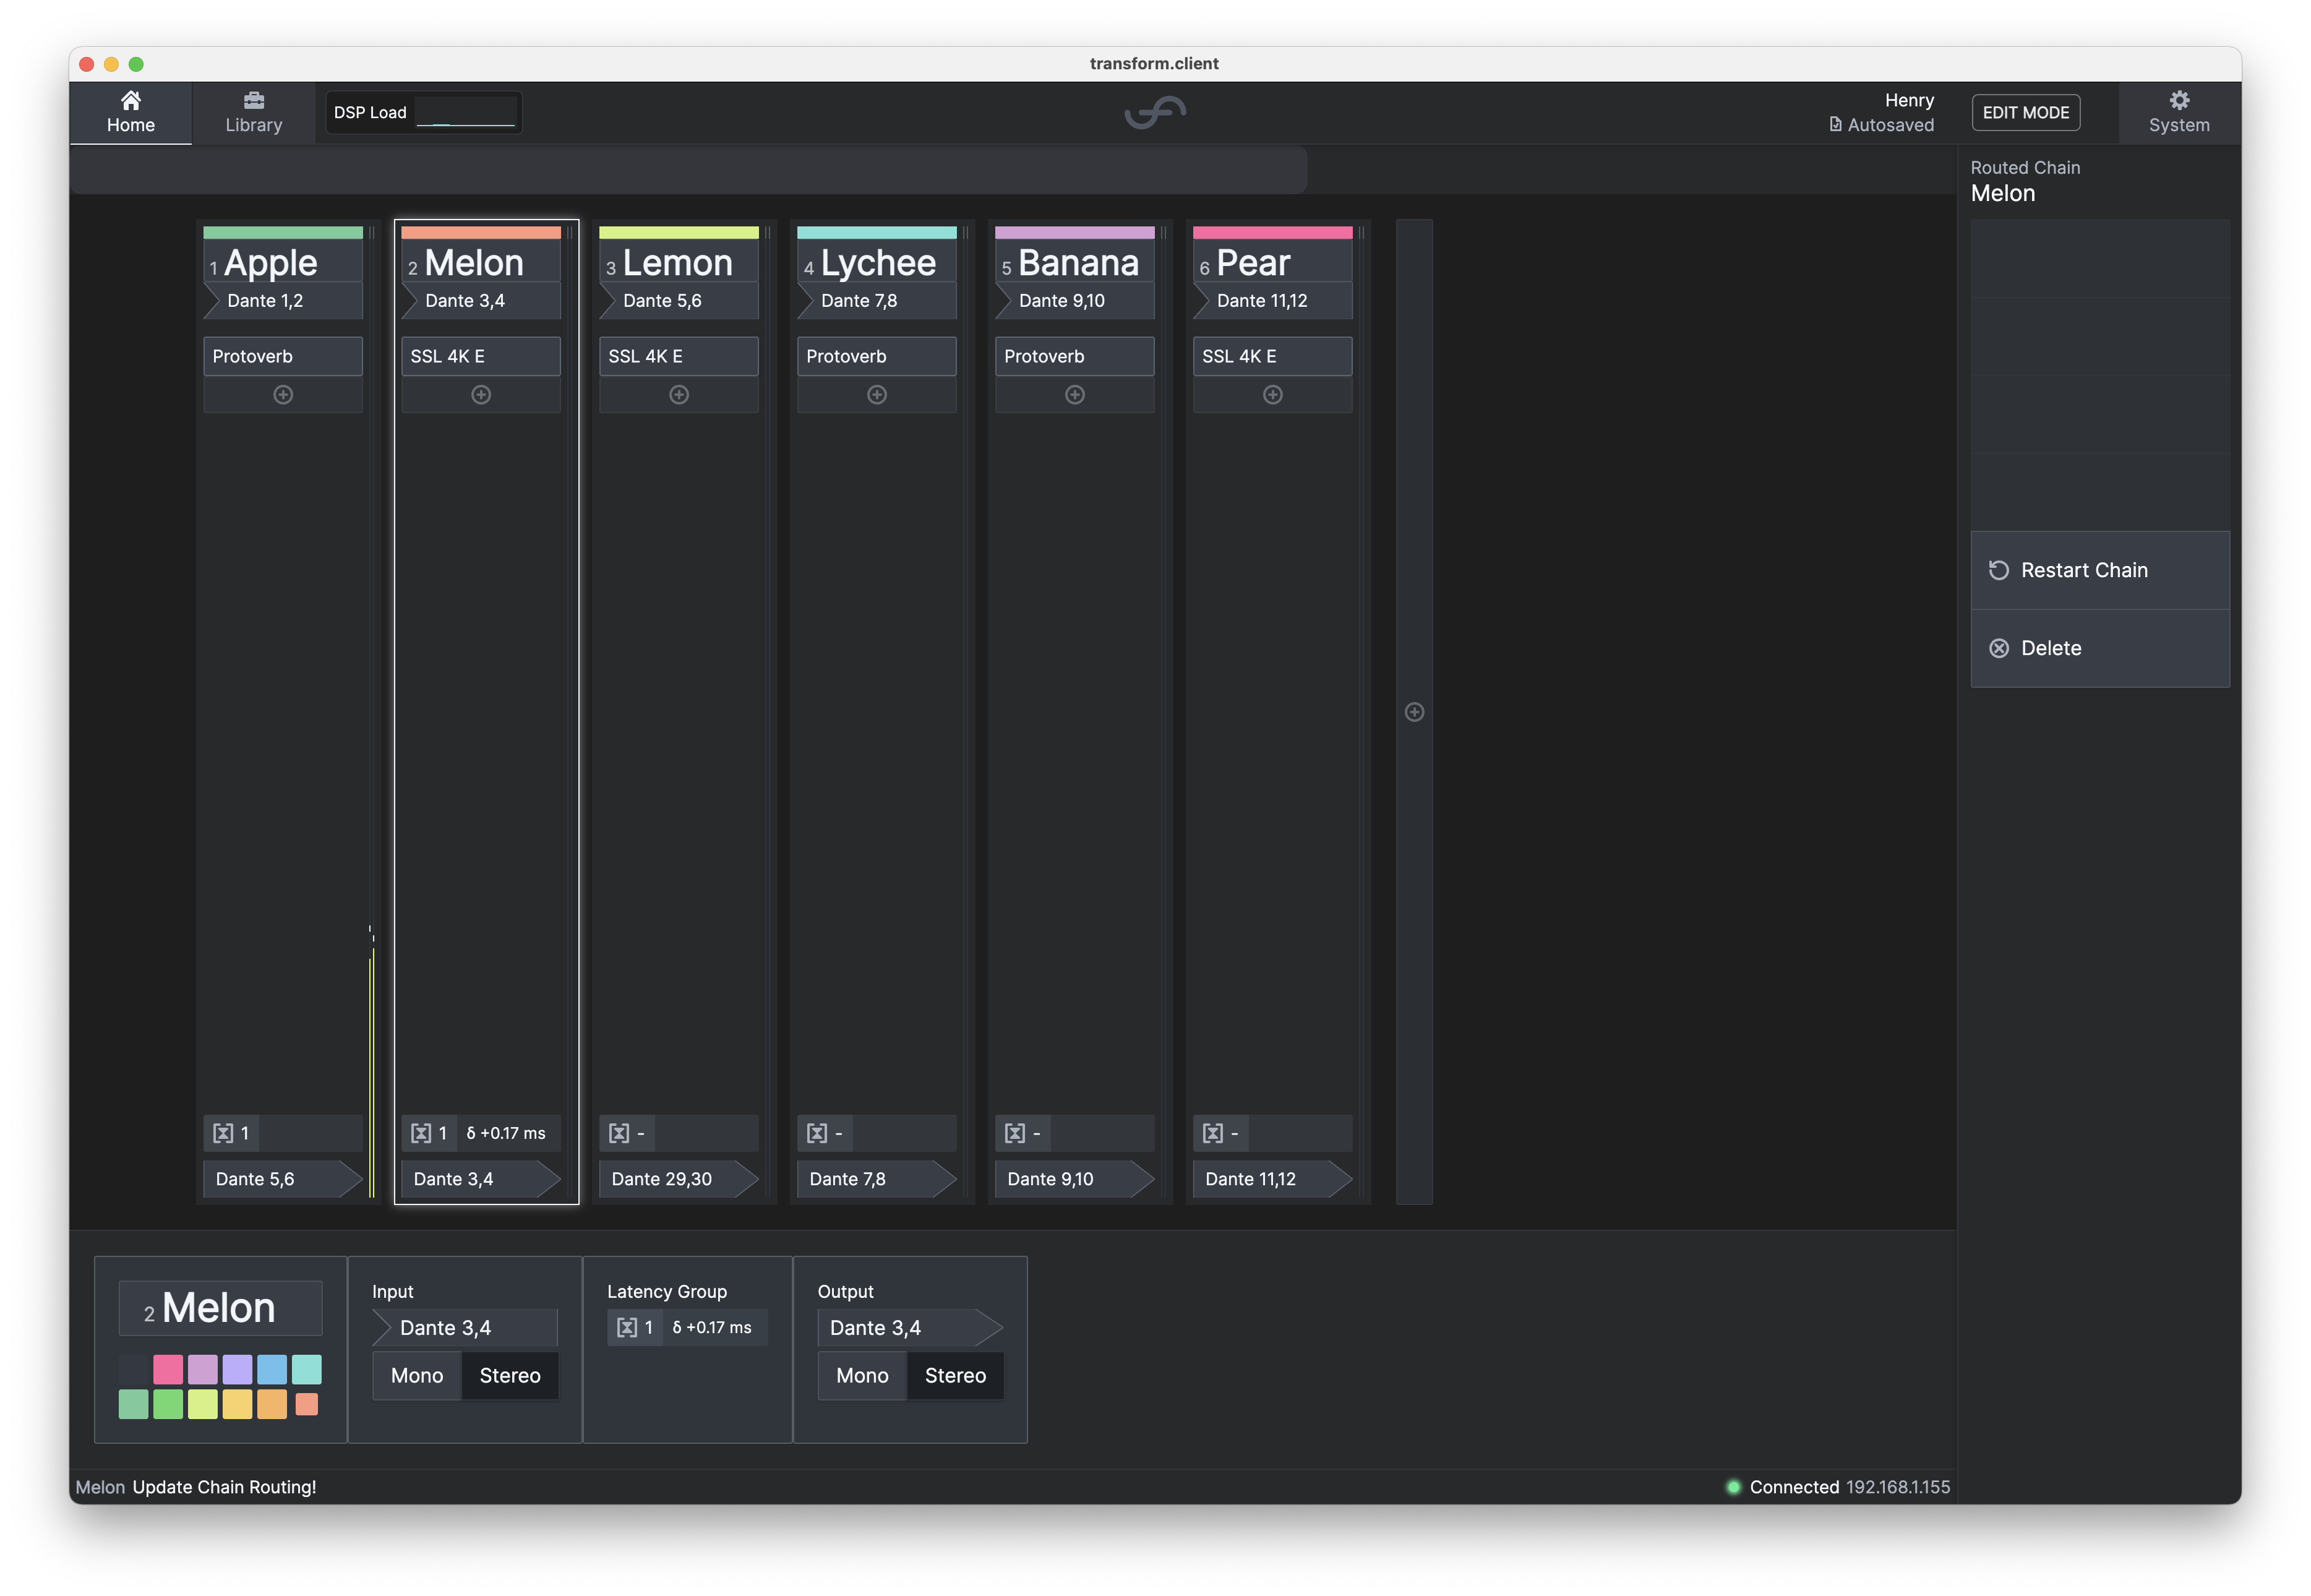 transform.client
Home
Library
DSP Load
Henry
Autosaved
EDIT MODE
System
Routed Chain
Melon
1 Apple
Dante 1,2
Protoverb
1
Dante 5,6
2 Melon
Dante 3,4
SSL 4K E
1 δ +0.17 ms
Dante 3,4
3 Lemon
Dante 5,6
SSL 4K E
-
Dante 29,30
4 Lychee
Dante 7,8
Protoverb
-
Dante 7,8
5 Banana
Dante 9,10
Protoverb
-
Dante 9,10
6 Pear
Dante 11,12
SSL 4K E
-
Dante 11,12
Restart Chain
Delete
2 Melon
Input
Dante 3,4
Mono Stereo
Latency Group
1 δ +0.17 ms
Output
Dante 3,4
Mono Stereo
Melon Update Chain Routing!
Connected 192.168.1.155